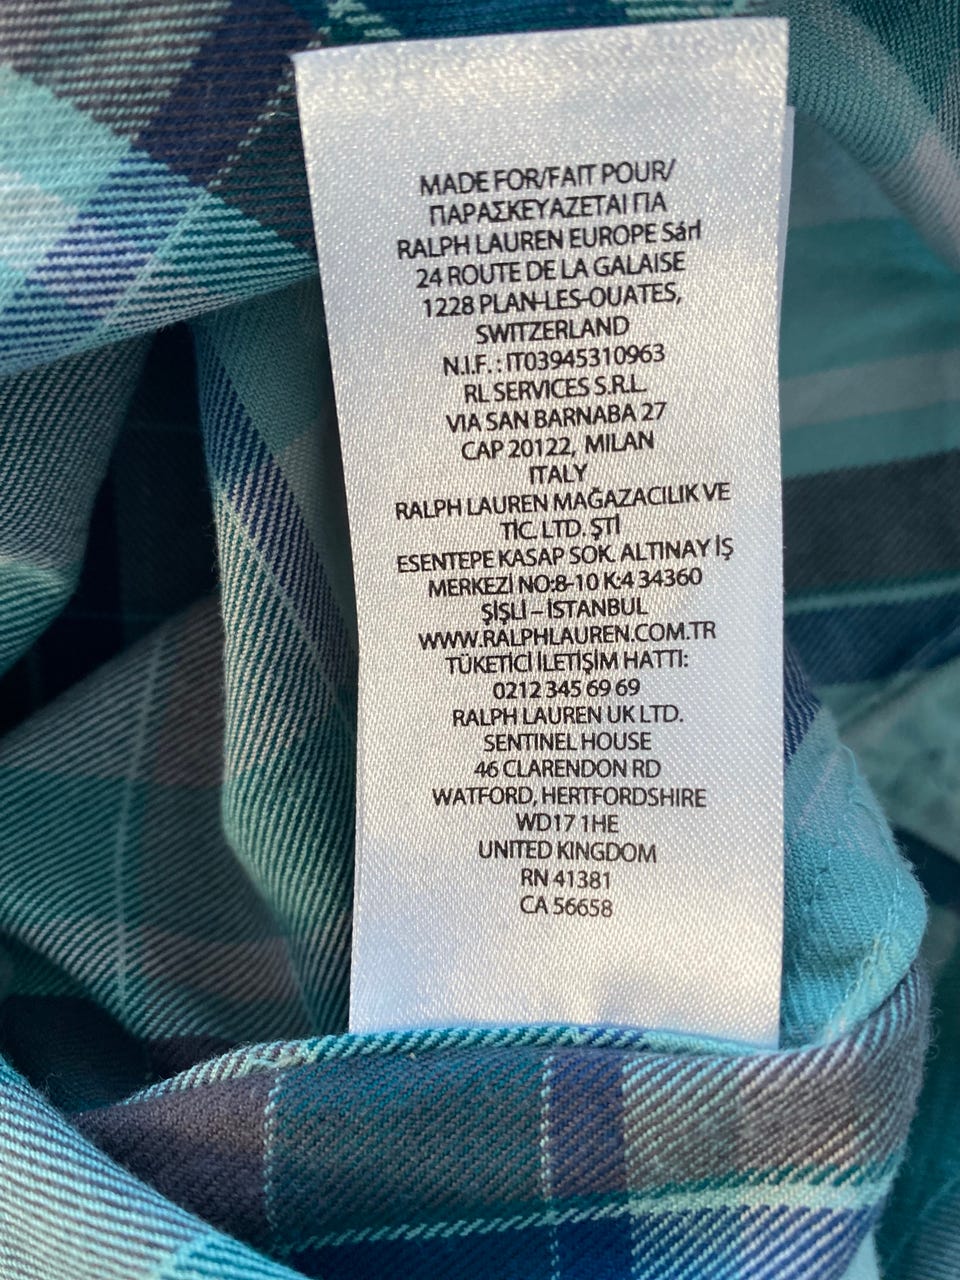 MADE FOR/FAIT POUR/
ΠΑΡΑΣΚΕΥΑΖΕΤΑΙ ΓΙΑ
RALPH LAUREN EUROPE Sárl
24 ROUTE DE LA GALAISE
1228 PLAN-LES-OUATES,
SWITZERLAND
N.I.F. : IT03945310963
RL SERVICES S.R.L.
VIA SAN BARNABA 27
CAP 20122, MILAN
ITALY
RALPH LAUREN MAĞAZACILIK VE
TİC. LTD. ŞTİ
ESENTEPE KASAP SOK. ALTINAY İŞ
MERKEZİ NO:8-10 K:4 34360
ŞİŞLİ – İSTANBUL
WWW.RALPHLAUREN.COM.TR
TÜKETİCİ İLETİŞİM HATTI:
0212 345 69 69
RALPH LAUREN UK LTD.
SENTINEL HOUSE
46 CLARENDON RD
WATFORD, HERTFORDSHIRE
WD17 1HE
UNITED KINGDOM
RN 41381
CA 56658